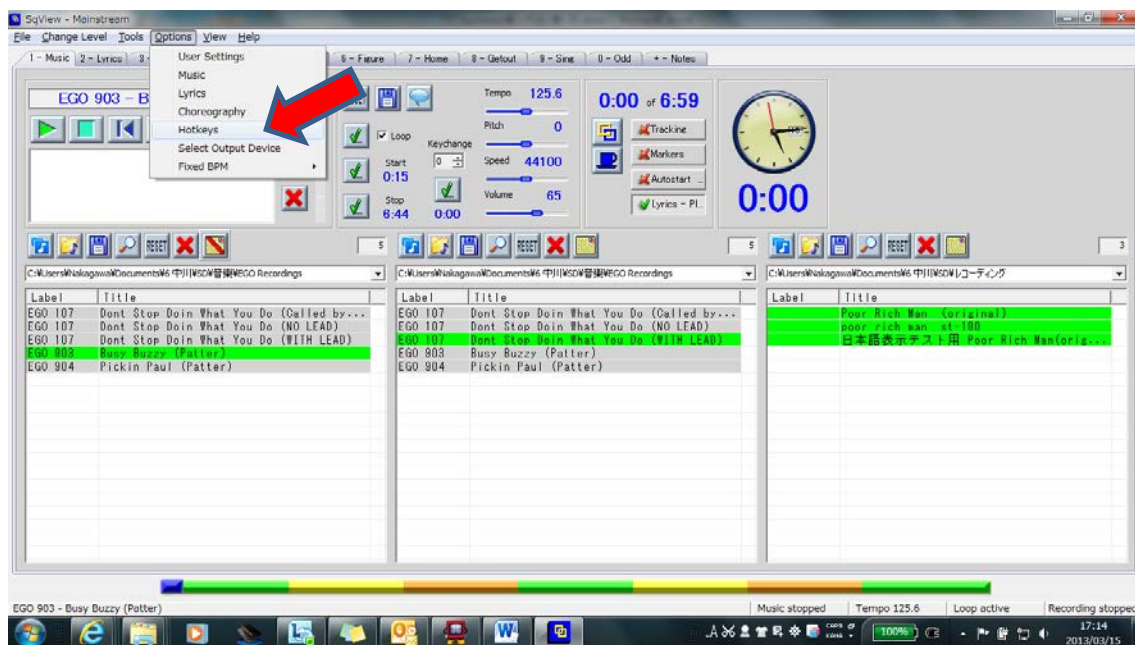 SqView - Mainstream
File Change Level Tools Options View Help
1 - Music 2 - Lyrics 3 - 6 - Figure 7 - Home 8 - Getout 9 - Sing 0 - Odd + - Notes
User Settings
Music
Lyrics
Choreography
Hotkeys
Select Output Device
Fixed BPM
EGO 903 - B
Loop
Keychange
0
Start
0:15
Stop
6:44 0:00
Tempo 125.6
Pitch 0
Speed 44100
Volume 65
0:00 of 6:59
Tracking
Markers
Autostart ..
Lyrics - Pl.
0:00
RESET 5 RESET 5 RESET 3
C:¥Users¥Nakagawa¥Documents¥6 中川¥SD¥音楽¥EGO Recordings
C:¥Users¥Nakagawa¥Documents¥6 中川¥SD¥音楽¥EGO Recordings
C:¥Users¥Nakagawa¥Documents¥6 中川¥SD¥レコーディング
Label Title
EGO 107 Dont Stop Doin What You Do (Called by...
EGO 107 Dont Stop Doin What You Do (NO LEAD)
EGO 107 Dont Stop Doin What You Do (WITH LEAD)
EGO 903 Busy Buzzy (Patter)
EGO 904 Pickin Paul (Patter)
Label Title
EGO 107 Dont Stop Doin What You Do (Called by...
EGO 107 Dont Stop Doin What You Do (NO LEAD)
EGO 107 Dont Stop Doin What You Do (WITH LEAD)
EGO 903 Busy Buzzy (Patter)
EGO 904 Pickin Paul (Patter)
Label Title
Poor Rich Man (original)
poor rich man st-100
日本語表示テスト用 Poor Rich Man(orig...
EGO 903 - Busy Buzzy (Patter) Music stopped Tempo 125.6 Loop active Recording stopped
A CAPS KANA 100% 17:14
2013/03/15